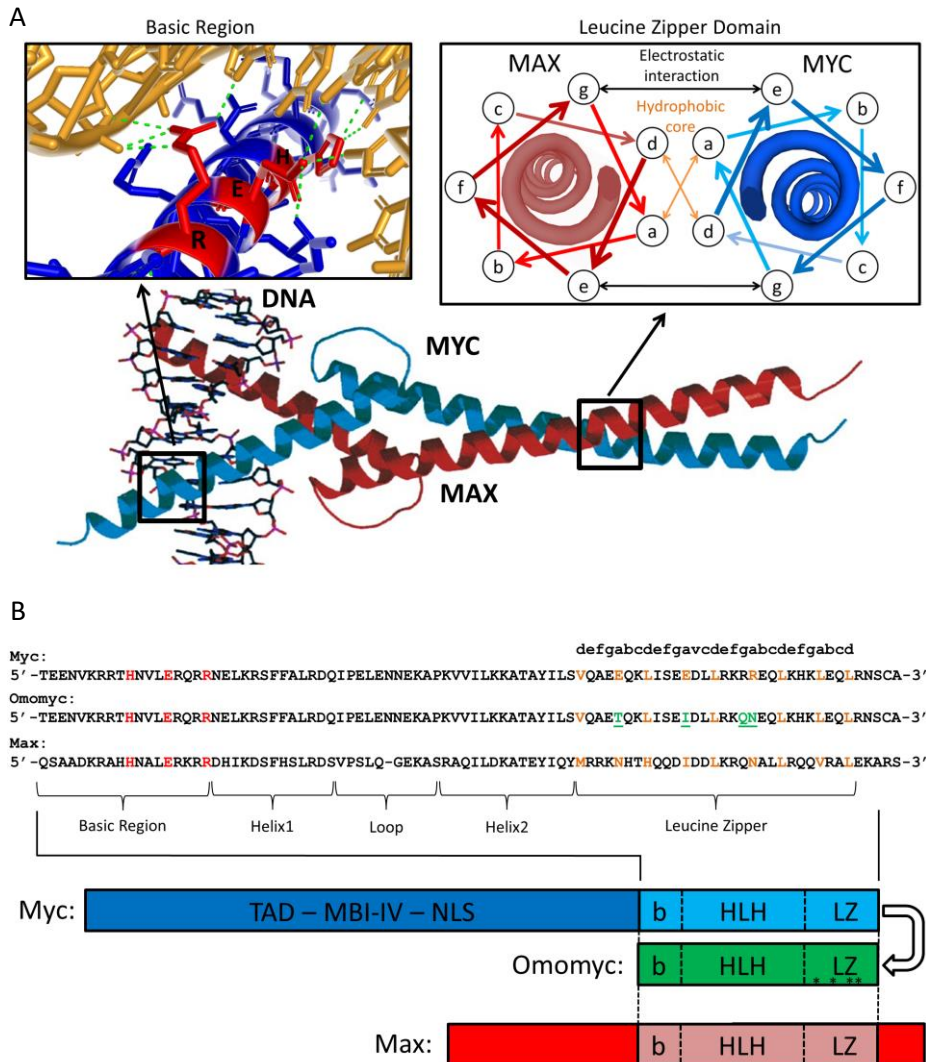 A
Basic Region
Leucine Zipper Domain
MAX
Electrostatic interaction
MYC
g
e
c
Hydrophobic core
b
d
a
f
f
a
d
b
c
e
g
H
E
R
DNA
MYC
MAX
B
defgabcdefgavcdefgabcdefgabcd
Myc:
5’-TEENVKRRTHNVLERQRRNELKRSFFALRDQIPELENNEKAPKVVILKKATAYILSVQAEEQKLISEEDLLRKRREQLKHKLEQLRNSCA-3’
Omomyc:
5’-TEENVKRRTHNVLERQRRNELKRSFFALRDQIPELENNEKAPKVVILKKATAYILSVQAETQKLISEIDLLRKQNEQLKHKLEQLRNSCA-3’
Max:
5’-QSAADKRAHHNALERKRRDHIKDSFHSLRDSVPSLQ-GEKASRAQILDKATEYIQYMRRKNHTHQQDIDDLKRQNALLRQQVRALEKARS-3’
Basic Region
Helix1
Loop
Helix2
Leucine Zipper
Myc:
TAD – MBI-IV – NLS
b
HLH
LZ
Omomyc:
b
HLH
LZ
* * **
Max:
b
HLH
LZ